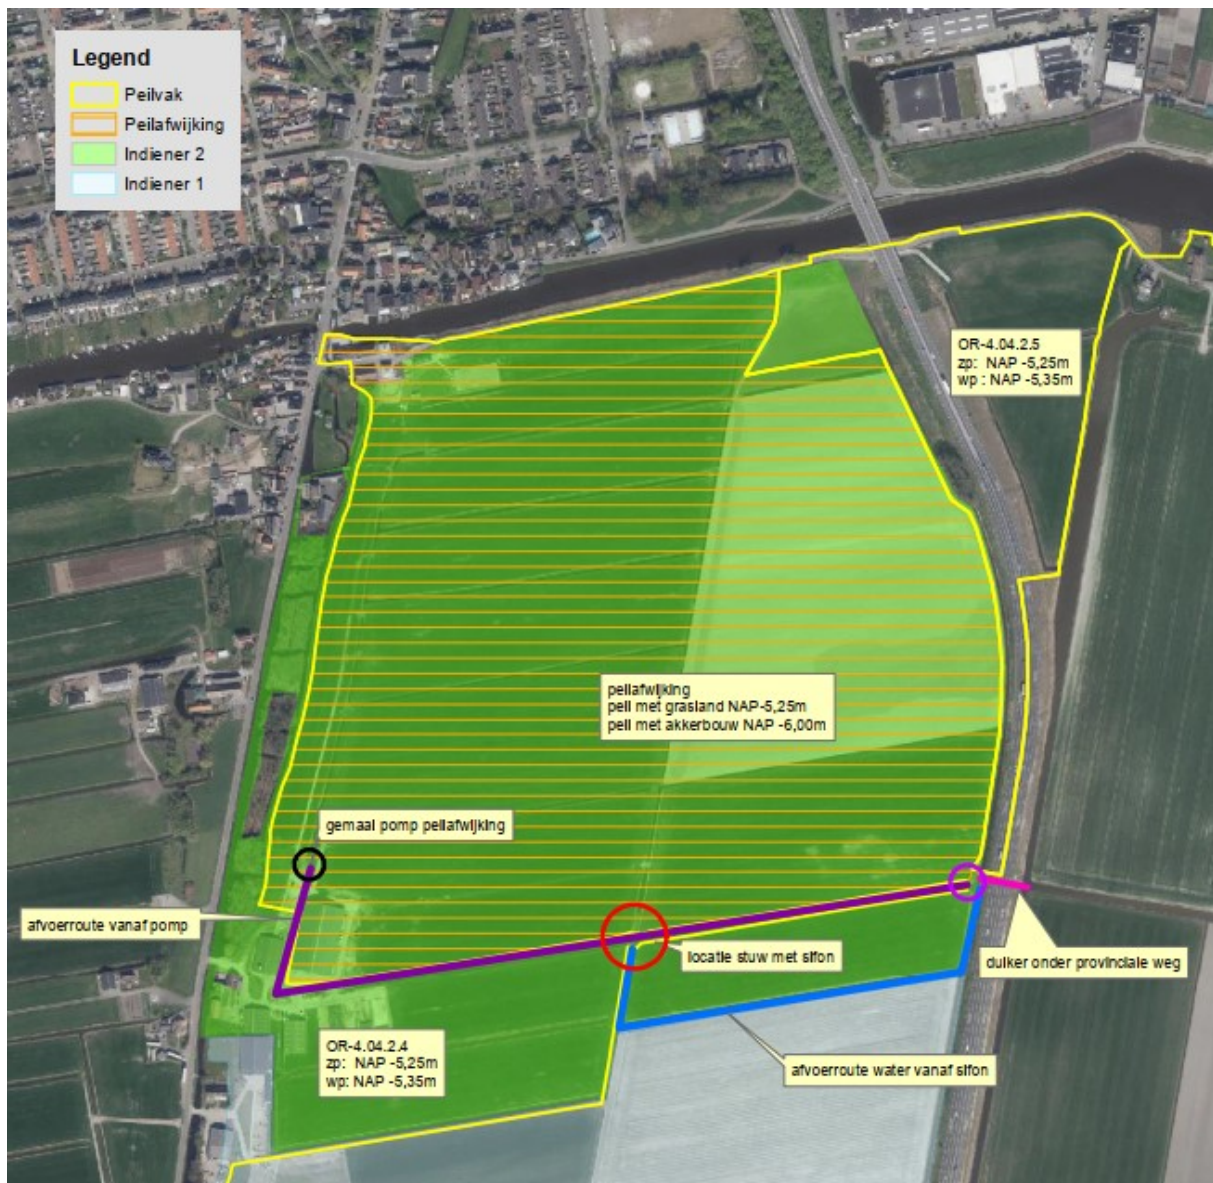 Legend
Peilvak
Peilafwijking
Indiener 2
Indiener 1
OR-4.04.2.5
zp: NAP -5,25m
wp : NAP -5,35m
peilafwijking
peil met grasland NAP-5,25m
peil met akkerbouw NAP -6,00m
gemaal pomp peilafwijking
afvoerroute vanaf pomp
locatie stuw met sifon
duiker onder provinciale weg
OR-4.04.2.4
zp: NAP -5,25m
wp: NAP -5,35m
afvoerroute water vanaf sifon